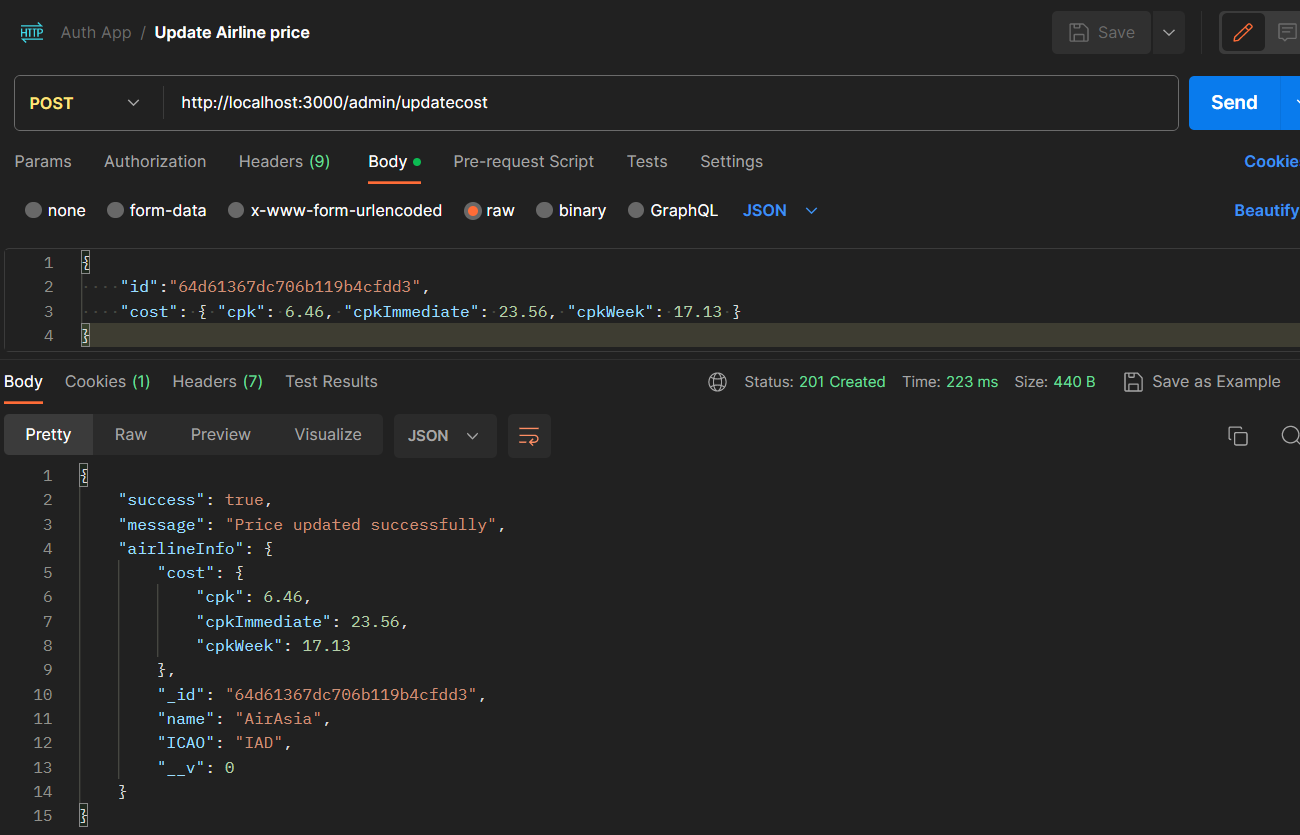 HTTP Auth App / Update Airline price Save
POST http://localhost:3000/admin/updatecost Send
Params Authorization Headers (9) Body Pre-request Script Tests Settings Cookie
none form-data x-www-form-urlencoded raw binary GraphQL JSON Beautify
1 {
2 "id":"64d61367dc706b119b4cfdd3",
3 "cost": { "cpk": 6.46, "cpkImmediate": 23.56, "cpkWeek": 17.13 }
4 }
Body Cookies (1) Headers (7) Test Results Status: 201 Created Time: 223 ms Size: 440 B Save as Example
Pretty Raw Preview Visualize JSON
1 {
2 "success": true,
3 "message": "Price updated successfully",
4 "airlineInfo": {
5 "cost": {
6 "cpk": 6.46,
7 "cpkImmediate": 23.56,
8 "cpkWeek": 17.13
9 },
10 "_id": "64d61367dc706b119b4cfdd3",
11 "name": "AirAsia",
12 "ICAO": "IAD",
13 "__v": 0
14 }
15 }